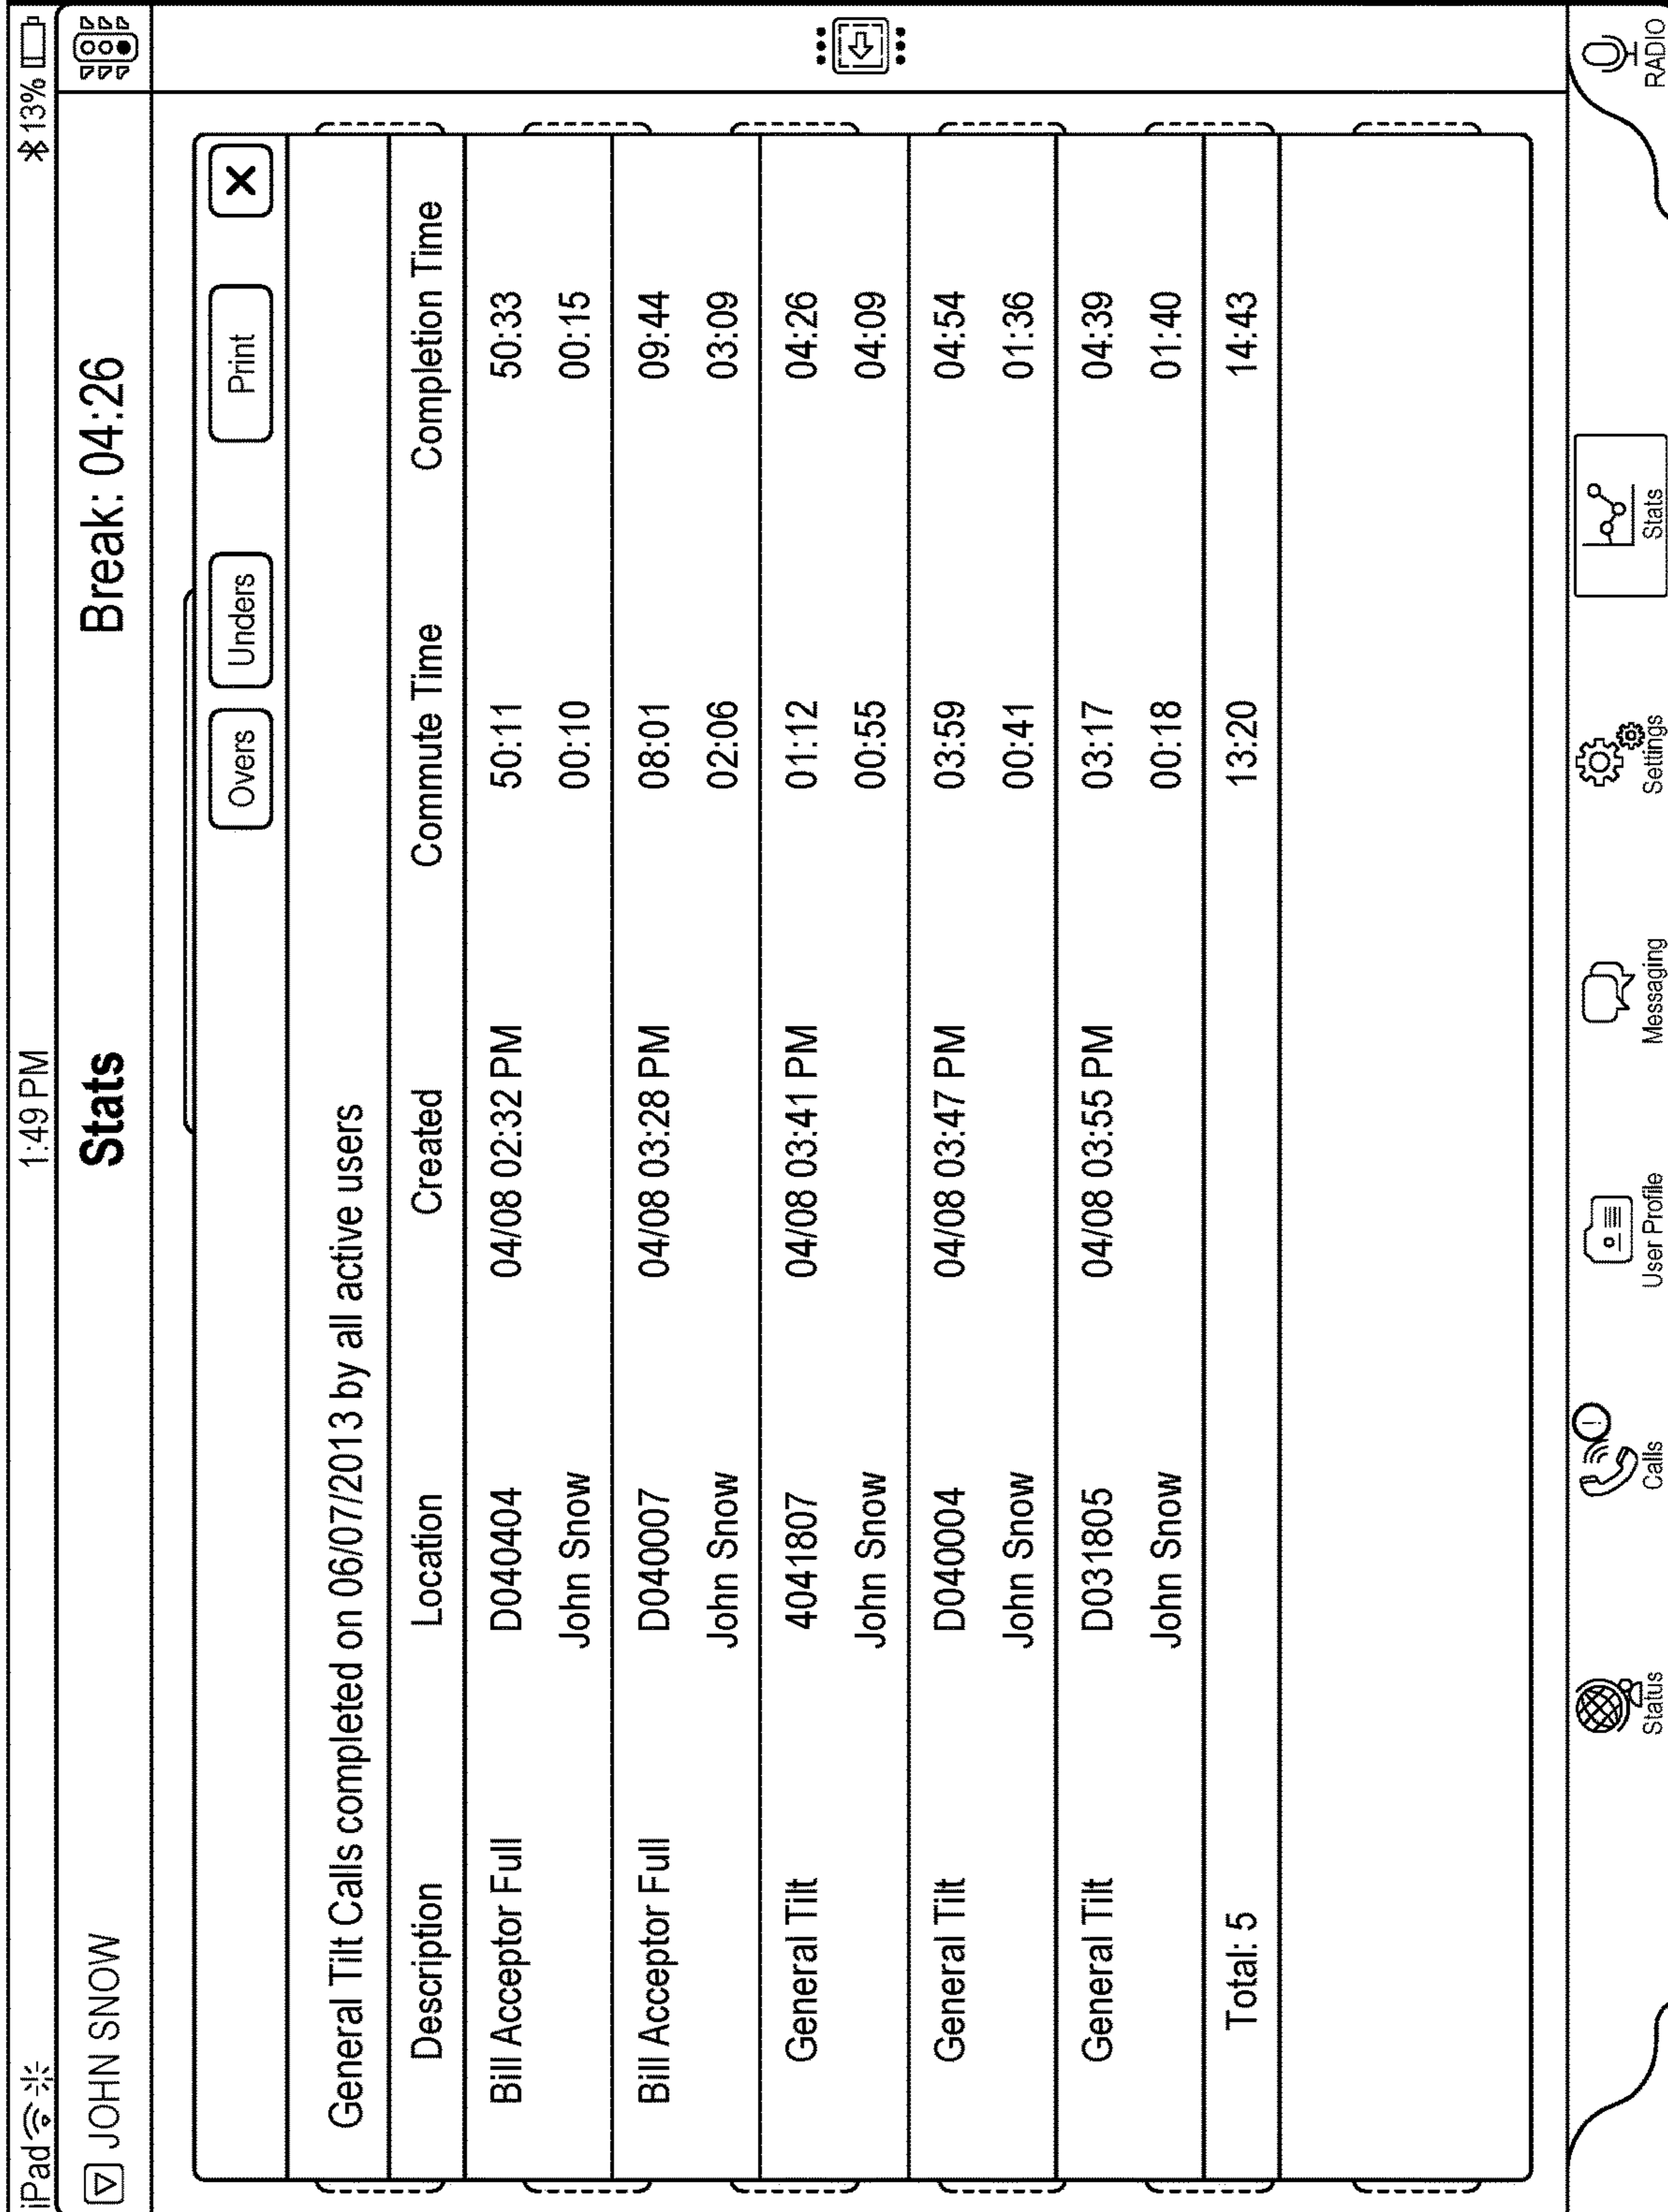 iPad 1:49 PM 13%
JOHN SNOW Stats Break: 04:26
Overs Unders Print X
General Tilt Calls completed on 06/07/2013 by all active users
Description Location Created Commute Time Completion Time
Bill Acceptor Full D040404 04/08 02:32 PM 50:11 50:33
John Snow 00:10 00:15
Bill Acceptor Full D040007 04/08 03:28 PM 08:01 09:44
John Snow 02:06 03:09
General Tilt 4041807 04/08 03:41 PM 01:12 04:26
John Snow 00:55 04:09
General Tilt D040004 04/08 03:47 PM 03:59 04:54
John Snow 00:41 01:36
General Tilt D031805 04/08 03:55 PM 03:17 04:39
John Snow 00:18 01:40
Total: 5 13:20 14:43
Status Calls User Profile Messaging Settings Stats RADIO